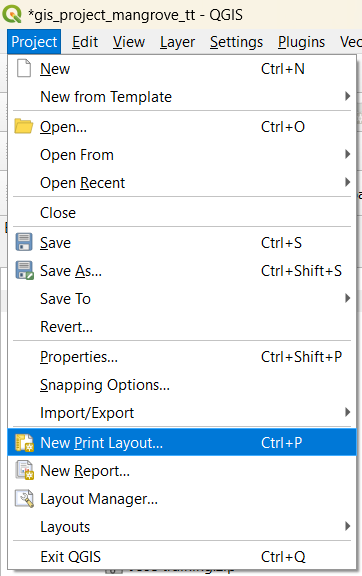 *gis_project_mangrove_tt - QGIS
Project Edit View Layer Settings Plugins Vec
New Ctrl+N
New from Template
Open... Ctrl+O
Open From
Open Recent
Close
Save Ctrl+S
Save As... Ctrl+Shift+S
Save To
Revert...
Properties... Ctrl+Shift+P
Snapping Options...
Import/Export
New Print Layout... Ctrl+P
New Report...
Layout Manager...
Layouts
Exit QGIS Ctrl+Q